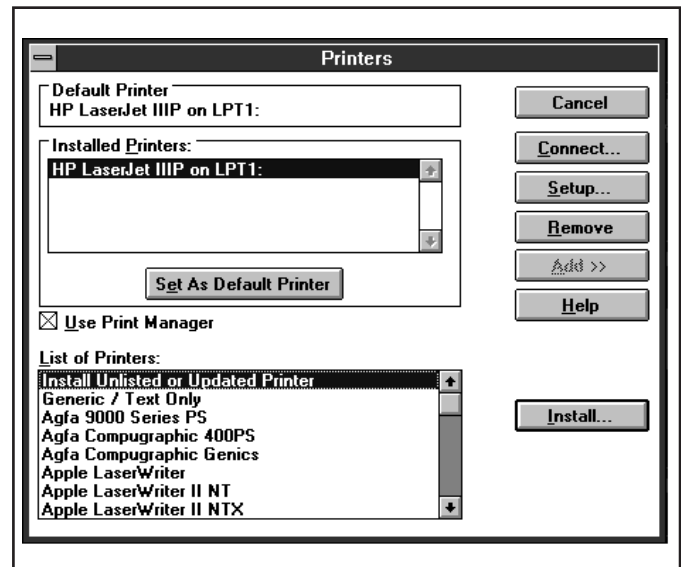 Printers
Default Printer
HP LaserJet IIIP on LPT1:
Installed Printers:
HP LaserJet IIIP on LPT1:
Set As Default Printer
Use Print Manager
List of Printers:
Install Unlisted or Updated Printer
Generic / Text Only
Agfa 9000 Series PS
Agfa Compugraphic 400PS
Agfa Compugraphic Genics
Apple LaserWriter
Apple LaserWriter II NT
Apple LaserWriter II NTX
Cancel
Connect...
Setup...
Remove
Add >>
Help
Install...